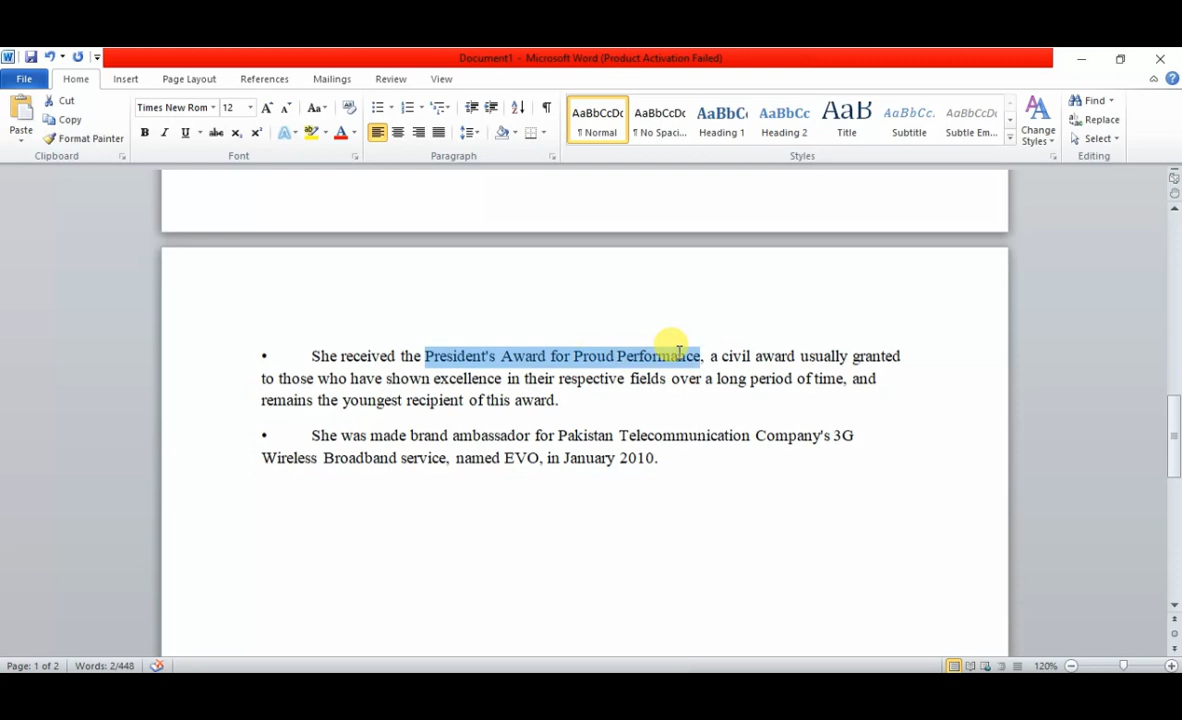 Document1 - Microsoft Word (Product Activation Failed)
File Home Insert Page Layout References Mailings Review View
Paste
Cut
Copy
Format Painter
Clipboard
Times New Rom 12
Font
Paragraph
AaBbCcDc AaBbCcDc AaBbC AaBbCc AaB AaBbCc. AaBbCcDc
¶ Normal ¶ No Spaci... Heading 1 Heading 2 Title Subtitle Subtle Em...
Styles
Change
Styles
Find
Replace
Select
Editing
• She received the President's Award for Proud Performance, a civil award usually granted
to those who have shown excellence in their respective fields over a long period of time, and
remains the youngest recipient of this award.
• She was made brand ambassador for Pakistan Telecommunication Company's 3G
Wireless Broadband service, named EVO, in January 2010.
Page: 1 of 2 Words: 2/448
120%